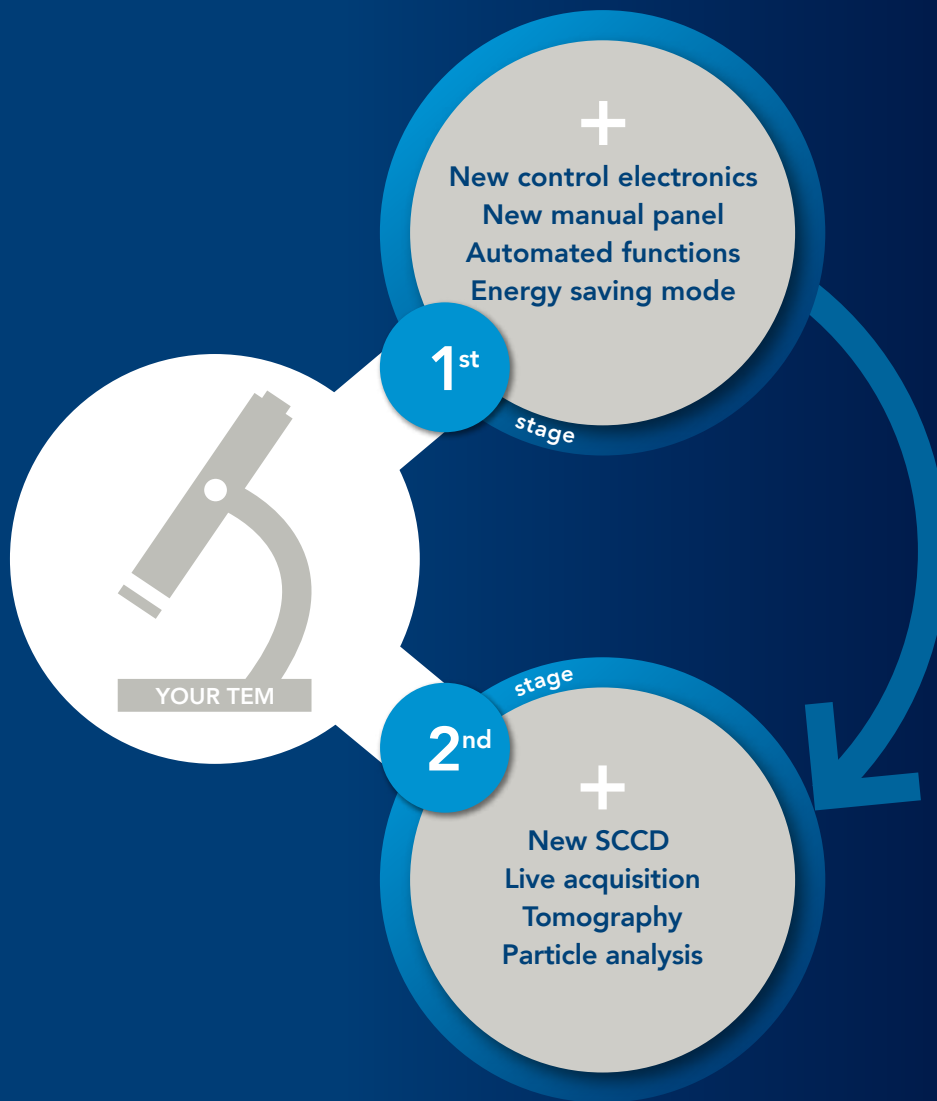 +
New control electronics
New manual panel
Automated functions
Energy saving mode
1st
stage
YOUR TEM
stage
2nd
+
New SCCD
Live acquisition
Tomography
Particle analysis